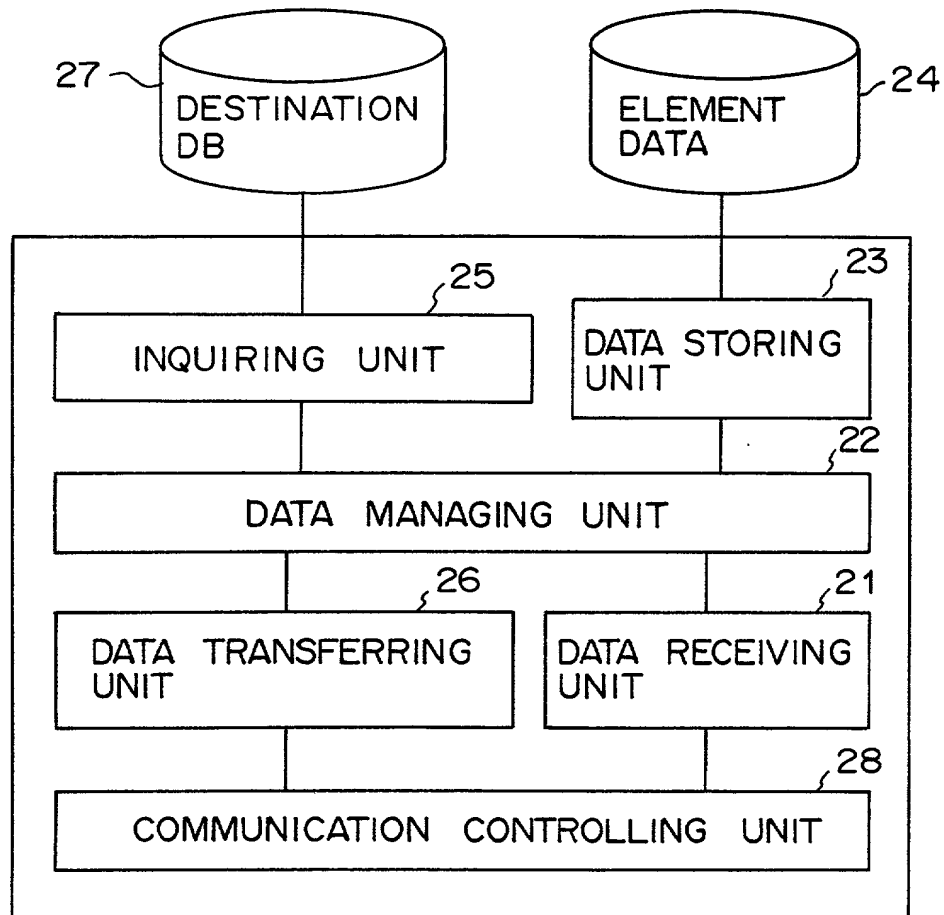 27
DESTINATION
DB
ELEMENT
DATA
24
25
INQUIRING UNIT
23
DATA STORING
UNIT
22
DATA MANAGING UNIT
26
DATA TRANSFERRING
UNIT
21
DATA RECEIVING
UNIT
28
COMMUNICATION CONTROLLING UNIT